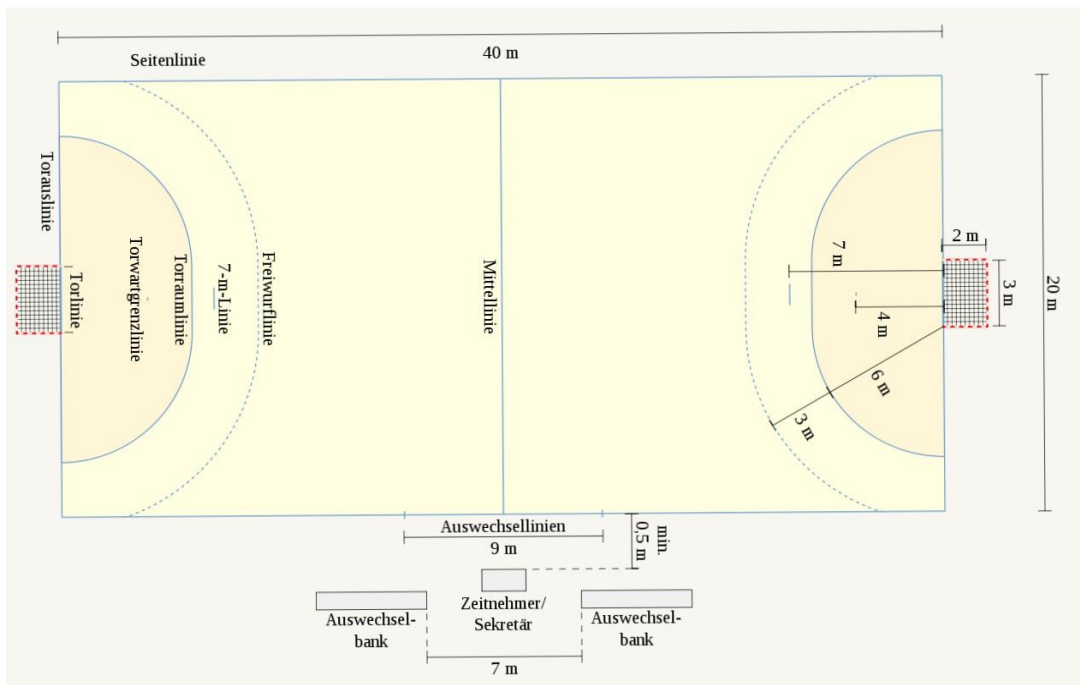 40 m
Seitenlinie
Torauslinie
Torlinie
Torwartgrenzlinie
Torraumlinie
7-m-Linie
Freiwurflinie
Mittellinie
7 m
4 m
6 m
3 m
2 m
3 m
20 m
Auswechsellinien
9 m
min.
0,5 m
Zeitnehmer/
Sekretär
Auswechsel-
bank
Auswechsel-
bank
7 m